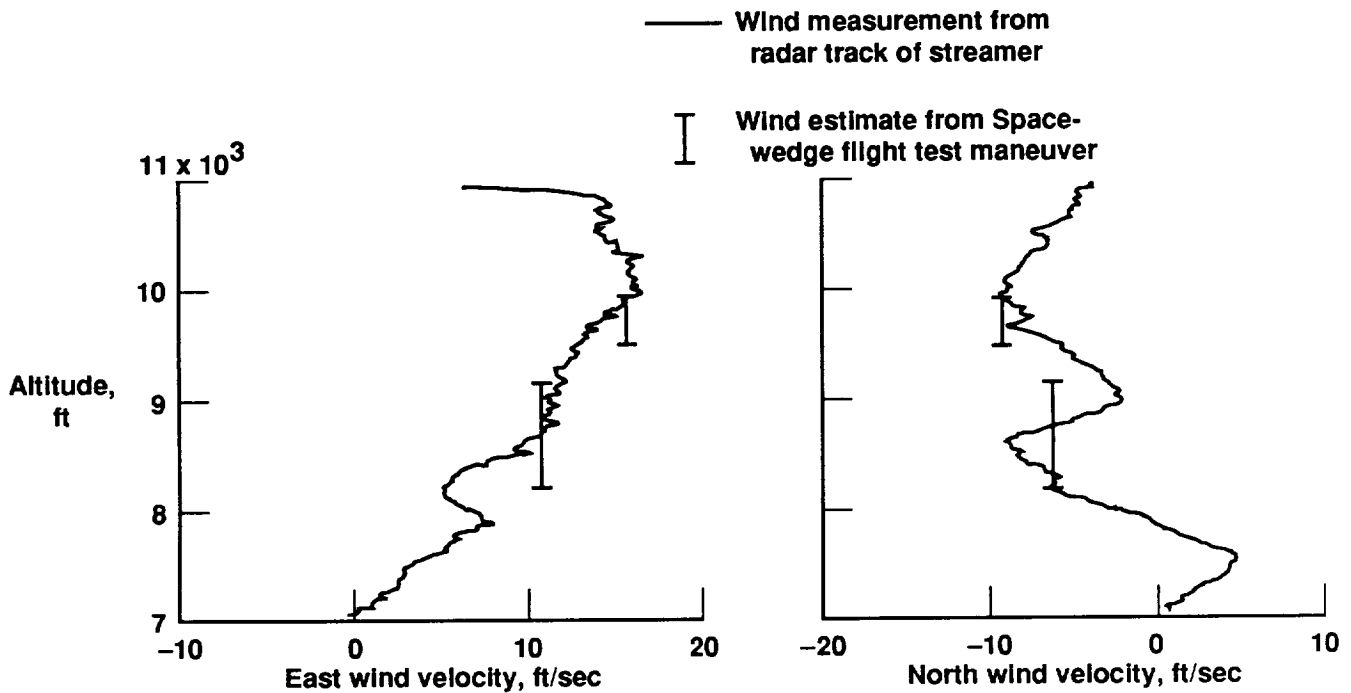 Wind measurement from
radar track of streamer
Wind estimate from Space-
wedge flight test maneuver
11 x 10³
10
9
8
7
Altitude,
ft
–10 0 10 20
East wind velocity, ft/sec
–20 –10 0 10
North wind velocity, ft/sec